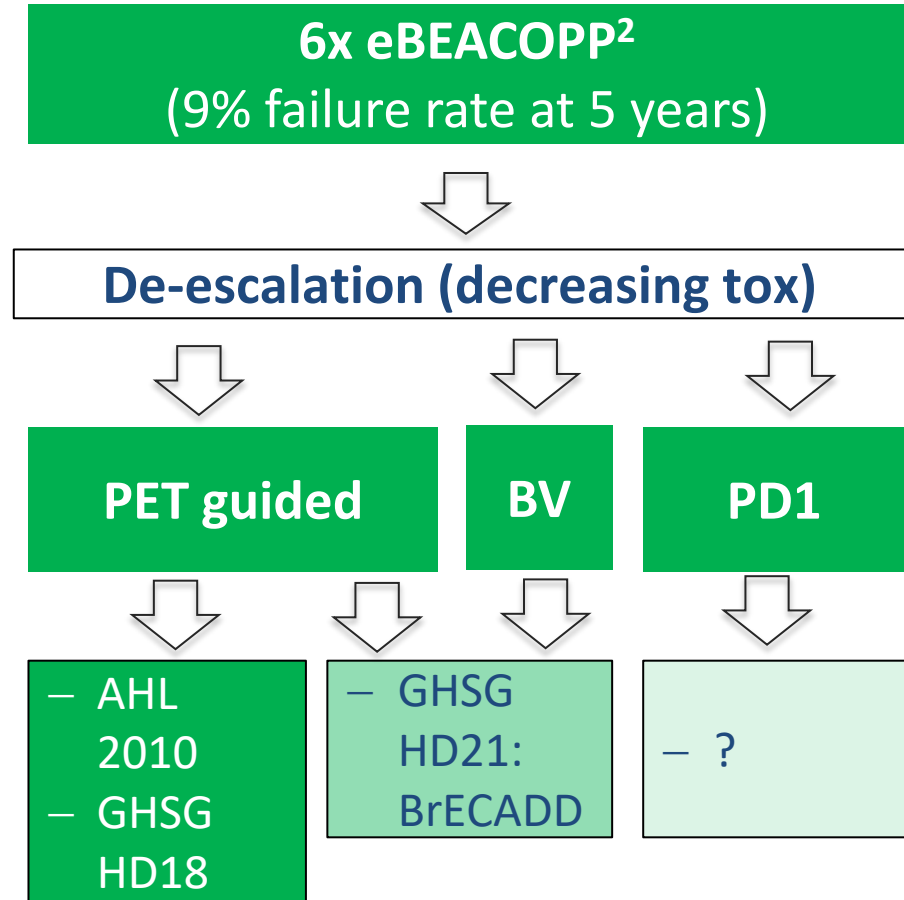 6x eBEACOPP²
(9% failure rate at 5 years)
De-escalation (decreasing tox)
PET guided
BV
PD1
– AHL
2010
– GHSG
HD18
– GHSG
HD21:
BrECADD
– ?